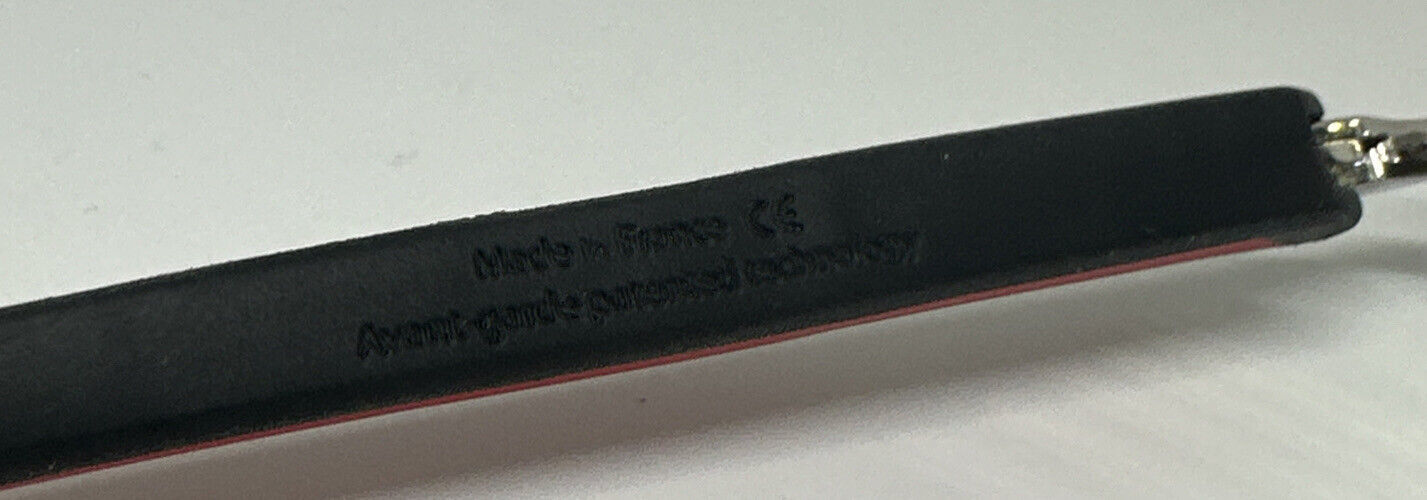 Made in France CE
Avant-garde patented technology